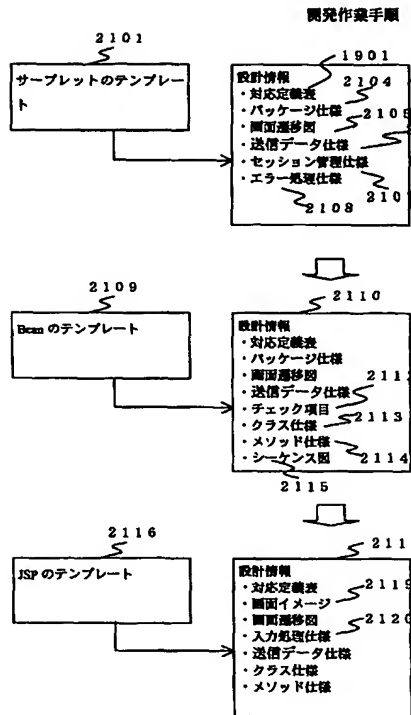 開発作業手順
2101
サーブレットのテンプレー
ト
1901
設計情報
2104
・対応定義表
・パッケージ仕様
2105
・画面遷移図
・送信データ仕様
・セッション管理仕様
・エラー処理仕様
210
2108
2109
Bean のテンプレート
2110
設計情報
・対応定義表
・パッケージ仕様
・画面遷移図
211
・送信データ仕様
・チェック項目
2113
・クラス仕様
・メソッド仕様
2114
・シーケンス図
2115
2116
JSP のテンプレート
211
設計情報
・対応定義表
2119
・画面イメージ
・画面遷移図
2120
・入力処理仕様
・送信データ仕様
・クラス仕様
・メソッド仕様